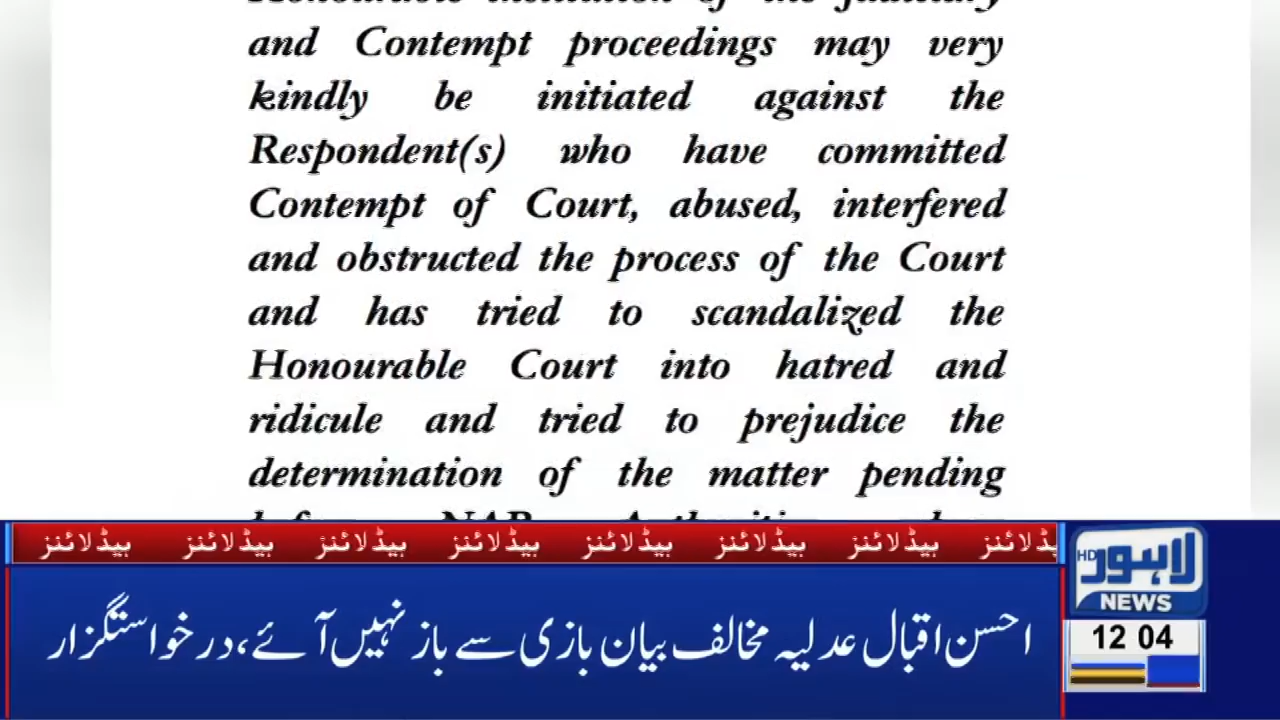 and Contempt proceedings may very
kindly be initiated against the
Respondent(s) who have committed
Contempt of Court, abused, interfered
and obstructed the process of the Court
and has tried to scandalized the
Honourable Court into hatred and
ridicule and tried to prejudice the
determination of the matter pending
ہیڈلائنز ہیڈلائنز ہیڈلائنز ہیڈلائنز ہیڈلائنز ہیڈلائنز ہیڈلائنز
احسن اقبال عدلیہ مخالف بیان بازی سے باز نہیں آئے، درخواستگزار
لاہور HD
NEWS
12 04